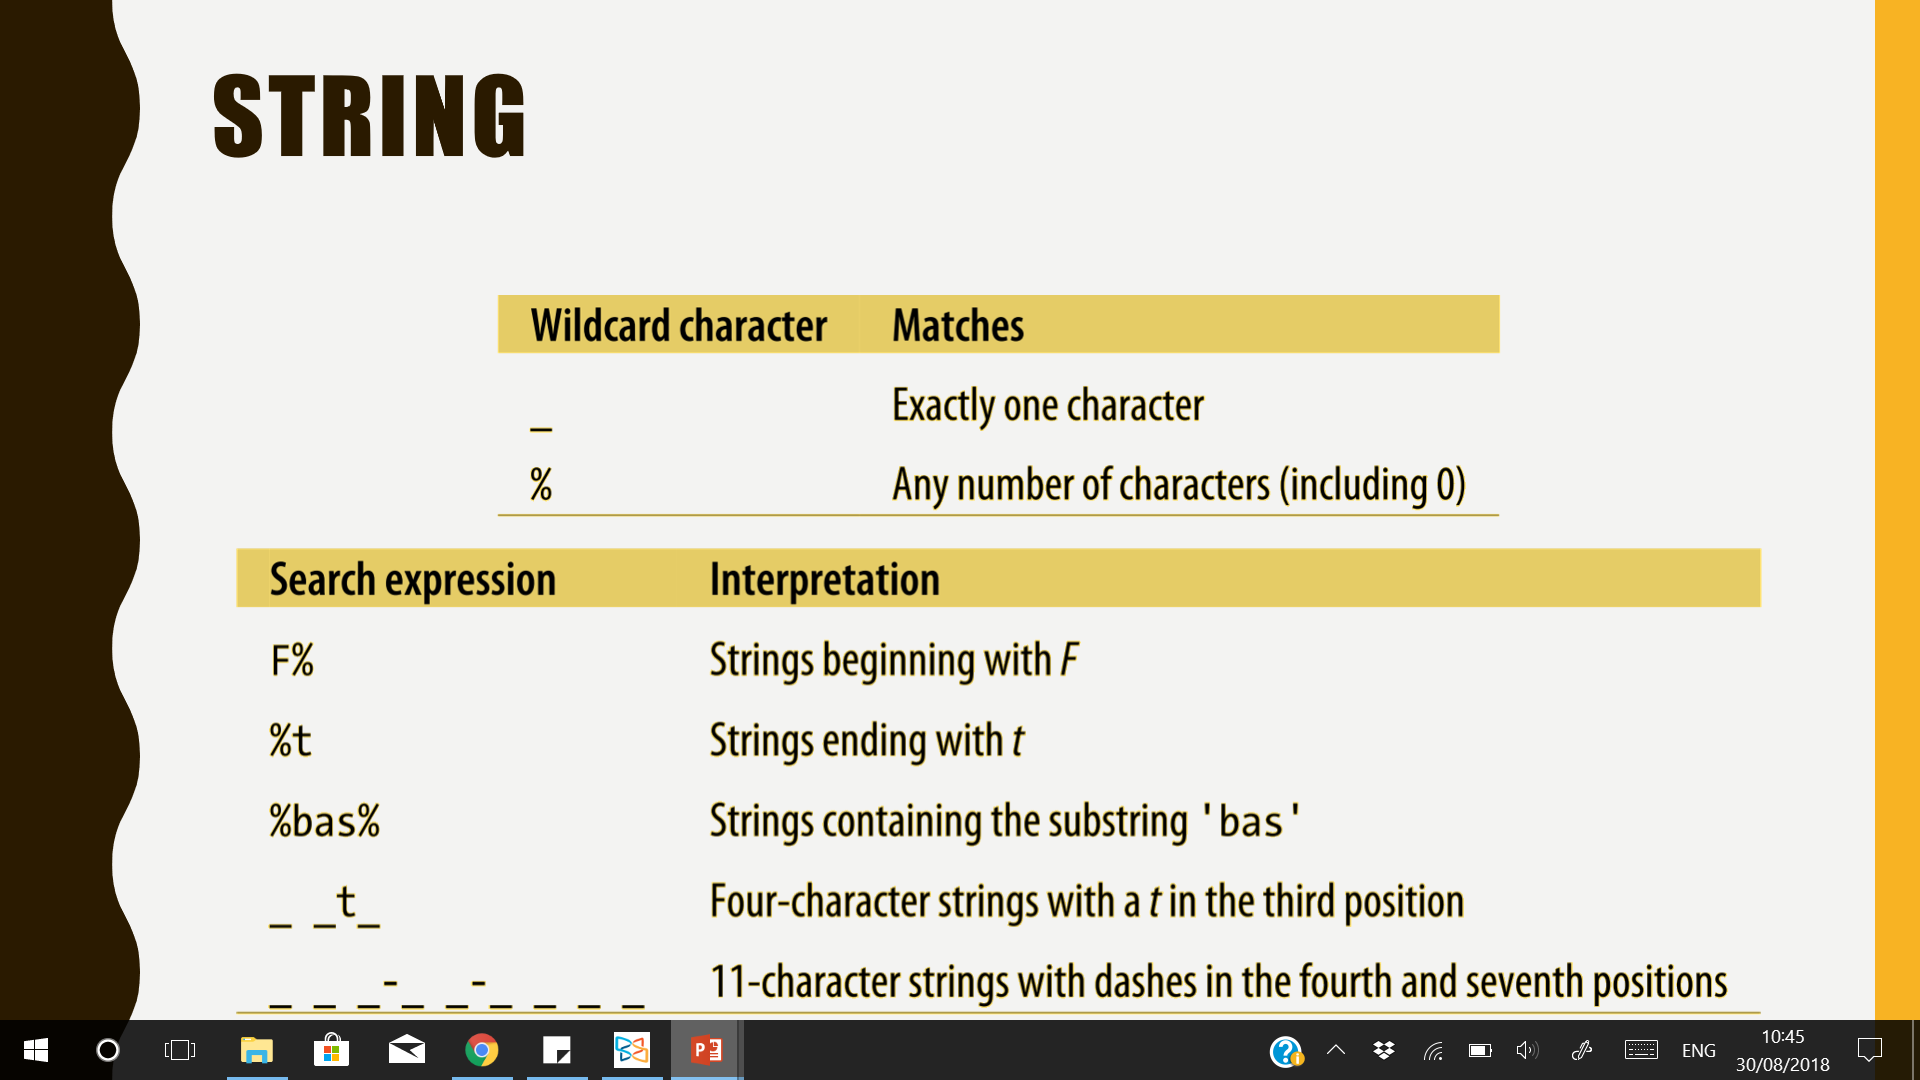 STRING
Wildcard character Matches
_ Exactly one character
% Any number of characters (including 0)
Search expression Interpretation
F% Strings beginning with F
%t Strings ending with t
%bas% Strings containing the substring 'bas'
_ _t_ Four-character strings with a t in the third position
_ _ _-_ _-_ _ _ _ 11-character strings with dashes in the fourth and seventh positions
ENG
10:45
30/08/2018